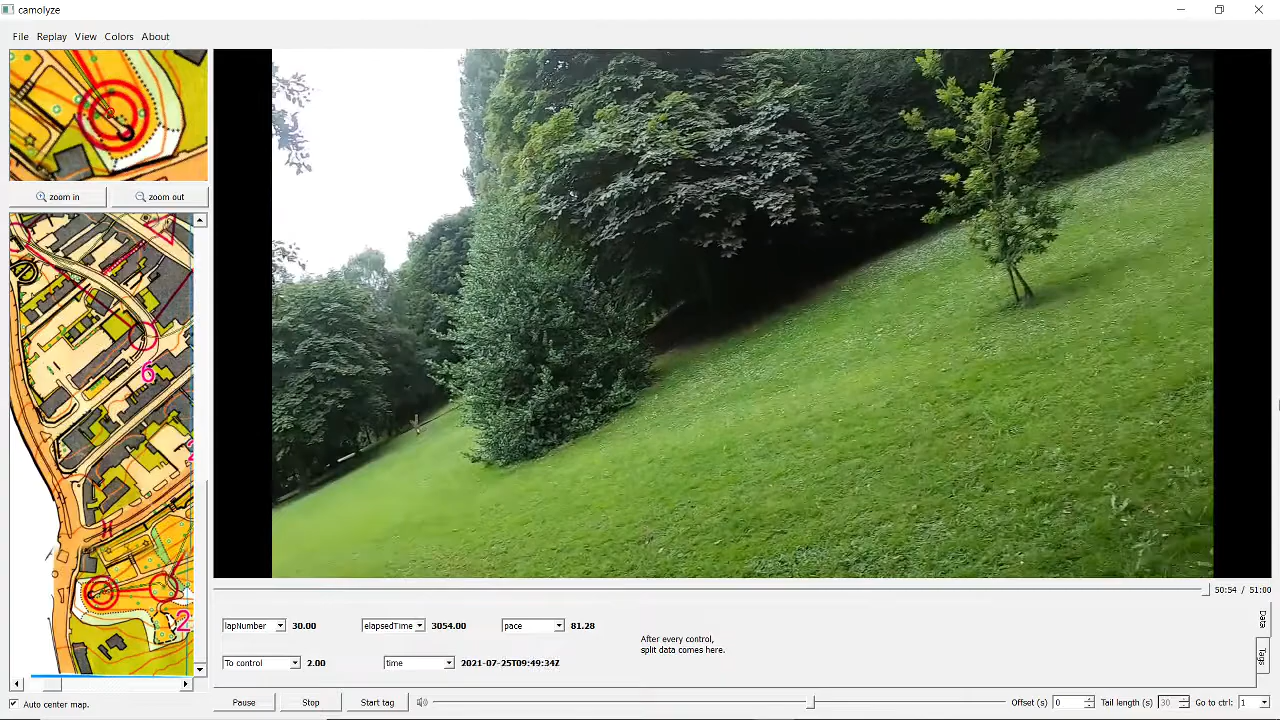 camolyze
File Replay View Colors About
zoom in zoom out
6
2
50:54 / 51:00
lapNumber 30.00 elapsedTime 3054.00 pace 81.28
After every control,
split data comes here.
To control 2.00 time 2021-07-25T09:49:34Z
Data
Tags
Auto center map.
Pause Stop Start tag Offset (s) 0 Tail length (s) 30 Go to ctrl: 1